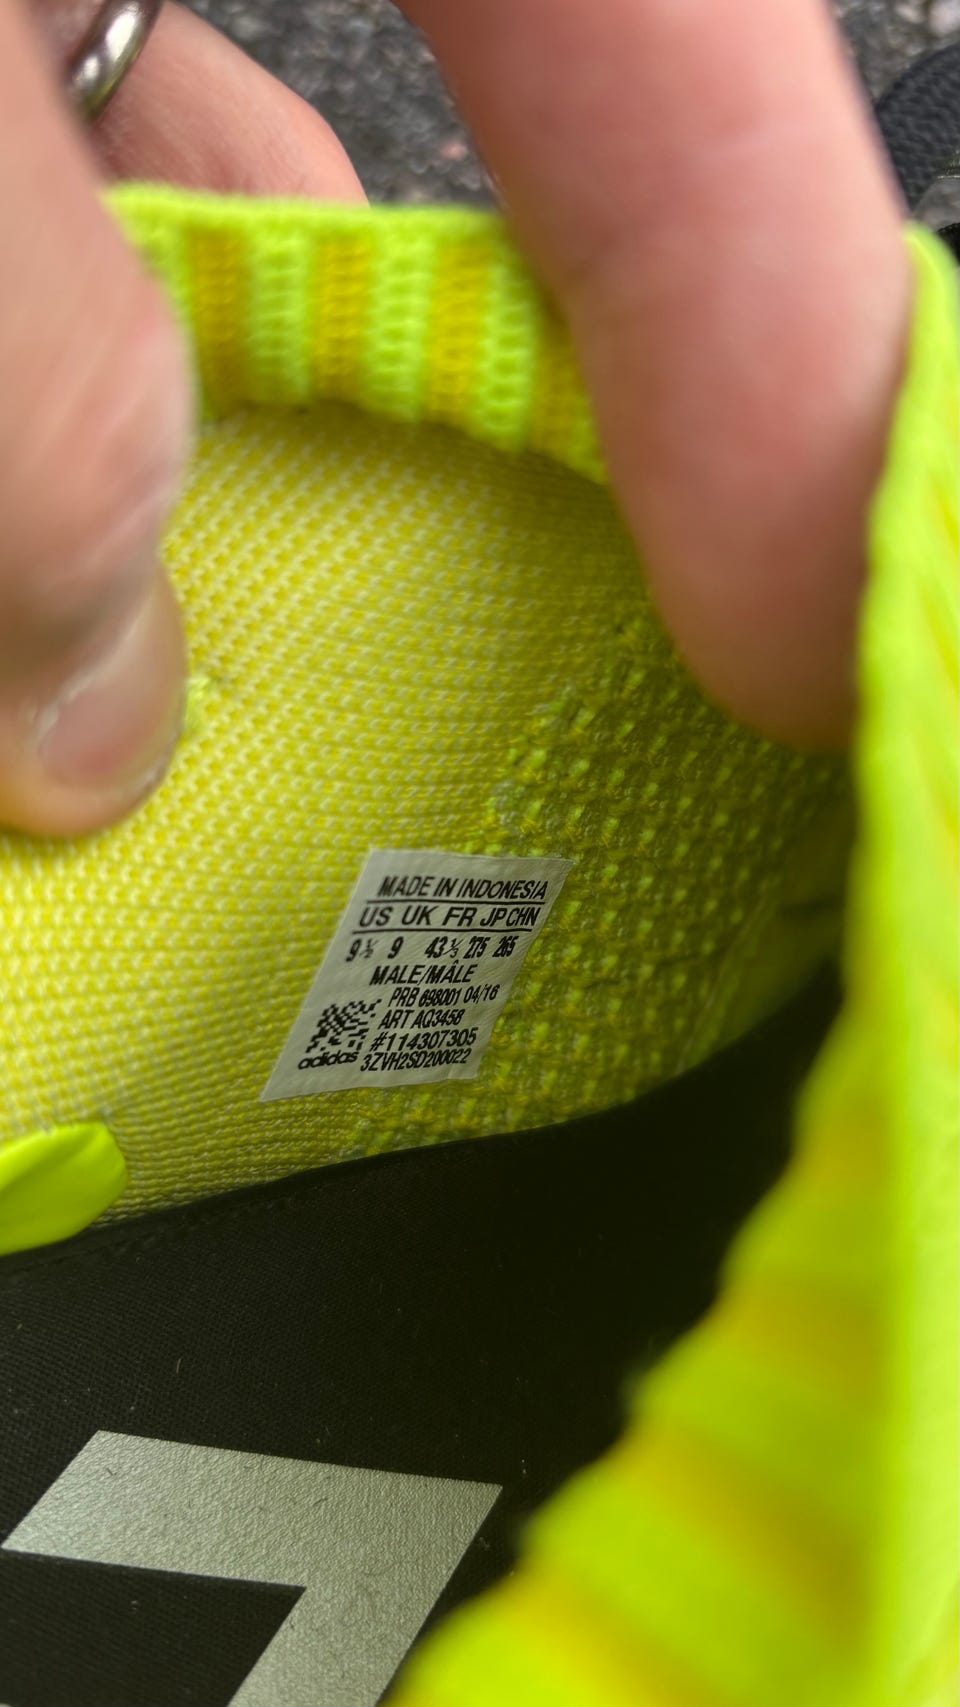 MADE IN INDONESIA
US UK FR JP CHN
9½ 9 43⅓ 275 265
MALE/MÂLE
PRB 698001 04/16
ART AQ3458
#114307305
adidas 3ZVH2SD200022